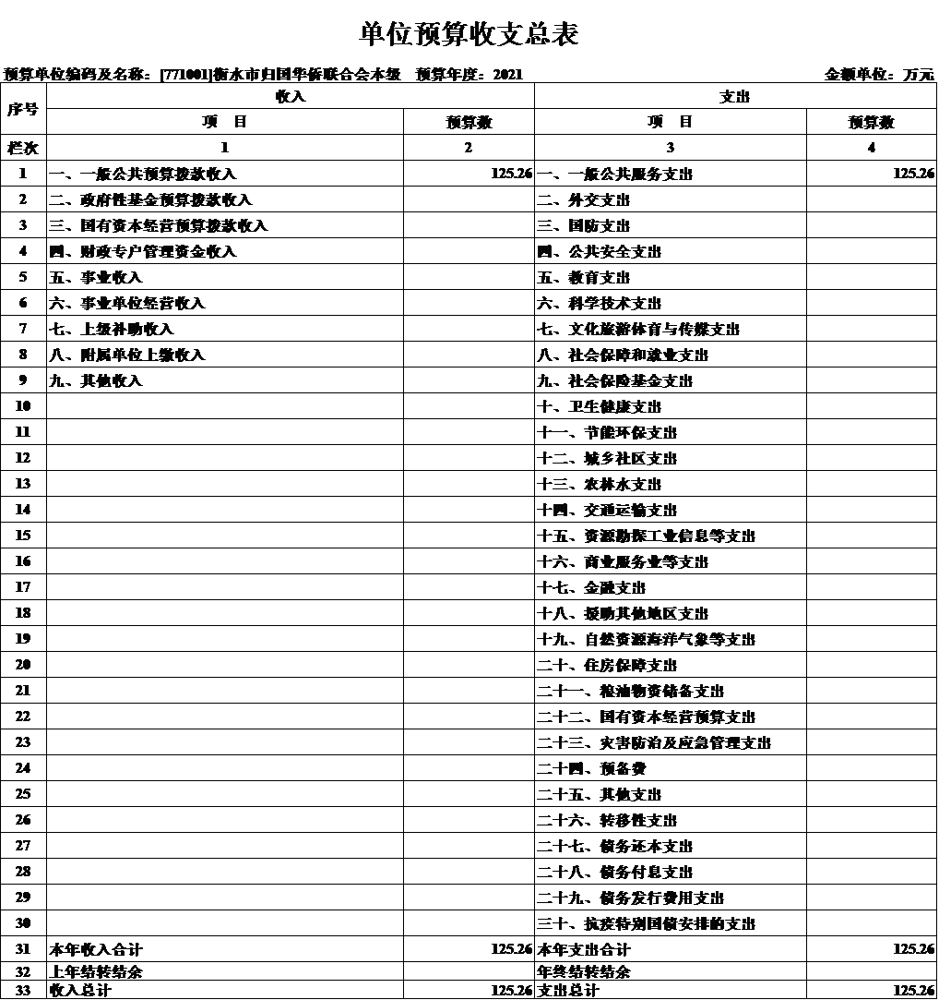 单位预算收支总表
预算单位编码及名称：[771001]衡水市归国华侨联合会本级 预算年度：2021 金额单位：万元
序号 收入 支出
项 目 预算数 项 目 预算数
栏次 1 2 3 4
1 一、一般公共预算拨款收入 125.26 一、一般公共服务支出 125.26
2 二、政府性基金预算拨款收入 二、外交支出
3 三、国有资本经营预算拨款收入 三、国防支出
4 四、财政专户管理资金收入 四、公共安全支出
5 五、事业收入 五、教育支出
6 六、事业单位经营收入 六、科学技术支出
7 七、上级补助收入 七、文化旅游体育与传媒支出
8 八、附属单位上缴收入 八、社会保障和就业支出
9 九、其他收入 九、社会保险基金支出
10 十、卫生健康支出
11 十一、节能环保支出
12 十二、城乡社区支出
13 十三、农林水支出
14 十四、交通运输支出
15 十五、资源勘探工业信息等支出
16 十六、商业服务业等支出
17 十七、金融支出
18 十八、援助其他地区支出
19 十九、自然资源海洋气象等支出
20 二十、住房保障支出
21 二十一、粮油物资储备支出
22 二十二、国有资本经营预算支出
23 二十三、灾害防治及应急管理支出
24 二十四、预备费
25 二十五、其他支出
26 二十六、转移性支出
27 二十七、债务还本支出
28 二十八、债务付息支出
29 二十九、债务发行费用支出
30 三十、抗疫特别国债安排的支出
31 本年收入合计 125.26 本年支出合计 125.26
32 上年结转结余 年终结转结余
33 收入总计 125.26 支出总计 125.26